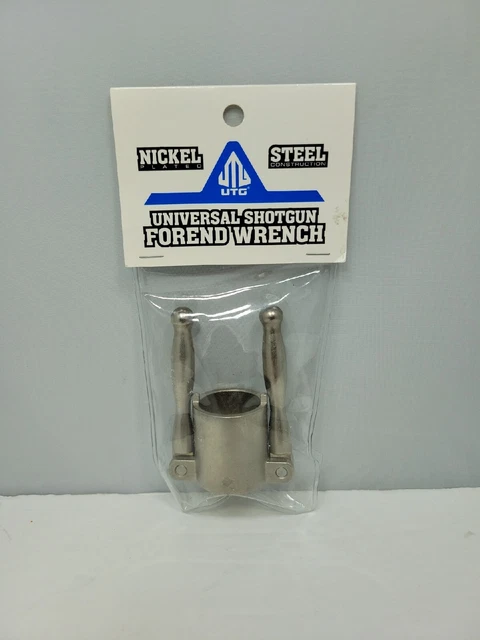 NICKEL
PLATED
STEEL
CONSTRUCTION
UTG
UNIVERSAL SHOTGUN
FOREND WRENCH